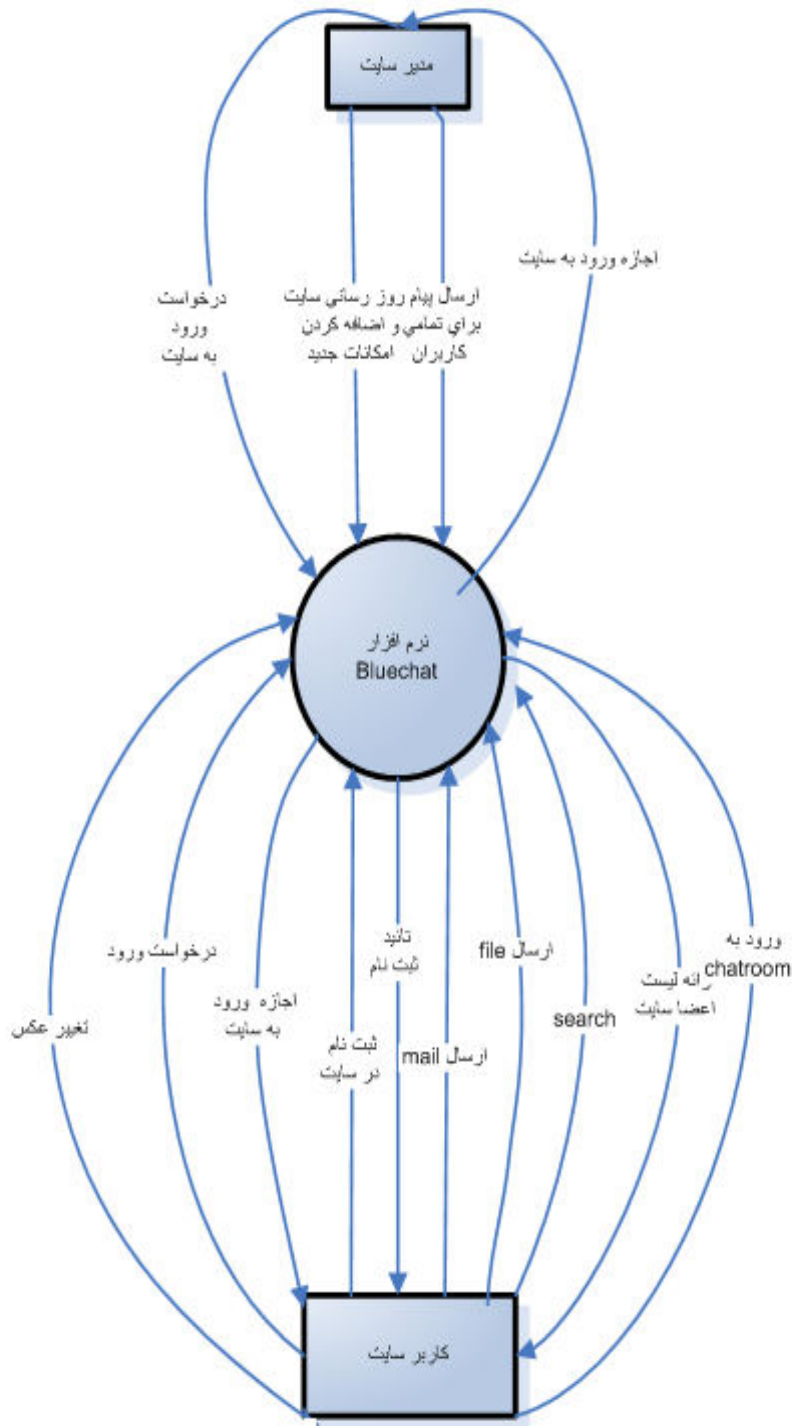 مدیر سایت
اجازه ورود به سایت
درخواست
ورود
به سایت
ارسال پیام
برای تمامی
کاربران
روز رسانی سایت
و اضافه کردن
امکانات جدید
نرم افزار
Bluechat
تغییر عکس
درخواست ورود
اجازه ورود
به سایت
ثبت نام
در سایت
تائید
ثبت نام
ارسال mail
ارسال file
search
رائه لیست
اعضا سایت
ورود به
chatroom
کاربر سایت